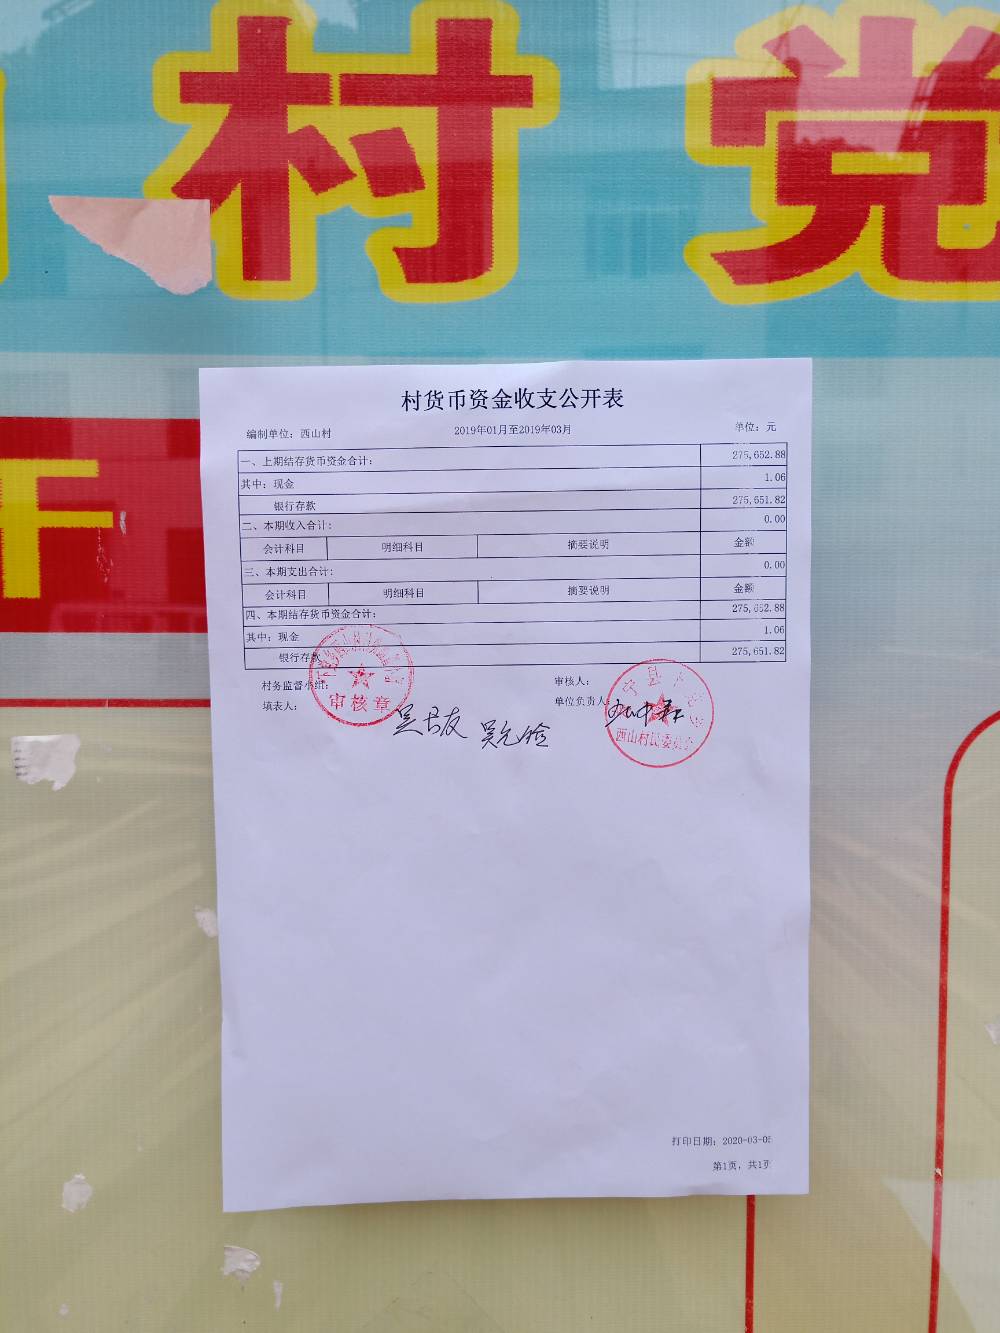 村党
干
村货币资金收支公开表
编制单位：西山村 2019年01月至2019年03月 单位：元
一、上期结存货币资金合计： 275,652.88
其中：现金 1.06
银行存款 275,651.82
二、本期收入合计： 0.00
会计科目 明细科目 摘要说明 金额
三、本期支出合计： 0.00
会计科目 明细科目 摘要说明 金额
四、本期结存货币资金合计： 275,652.88
其中：现金 1.06
银行存款 275,651.82
村务监督小组： 审核人：
填表人： 单位负责人：
审核章
宁县
西山村民委员会
打印日期：2020-03-05
第1页，共1页